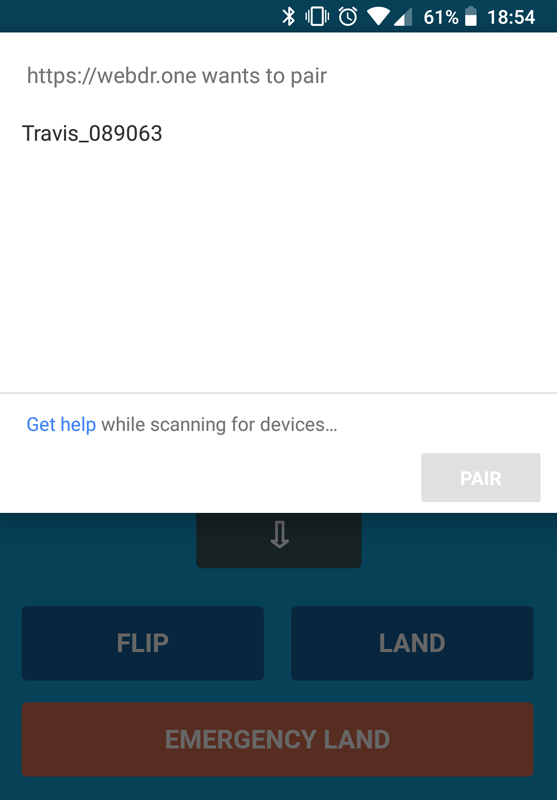 61% 18:54
https://webdr.one wants to pair
Travis_089063
Get help while scanning for devices...
PAIR
⇩
FLIP LAND
EMERGENCY LAND